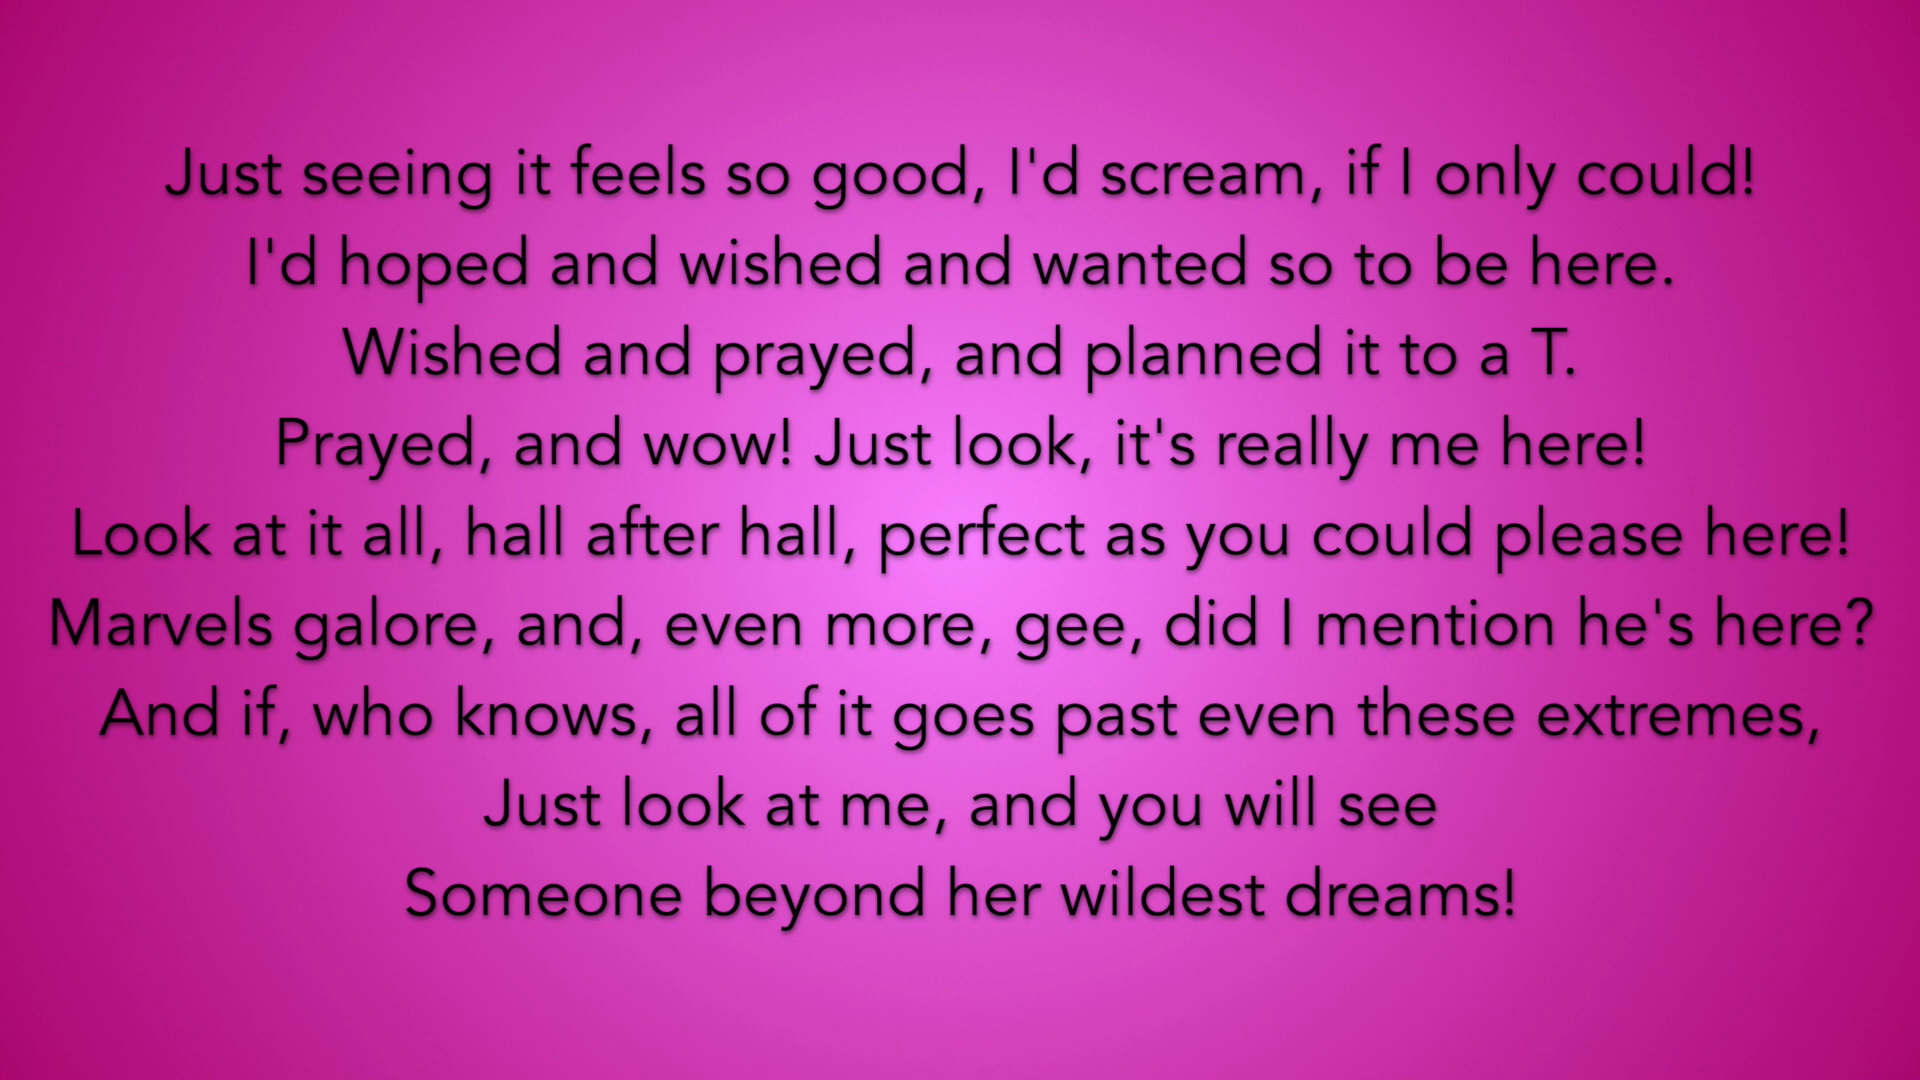 Just seeing it feels so good, I'd scream, if I only could!
I'd hoped and wished and wanted so to be here.
Wished and prayed, and planned it to a T.
Prayed, and wow! Just look, it's really me here!
Look at it all, hall after hall, perfect as you could please here!
Marvels galore, and, even more, gee, did I mention he's here?
And if, who knows, all of it goes past even these extremes,
Just look at me, and you will see
Someone beyond her wildest dreams!